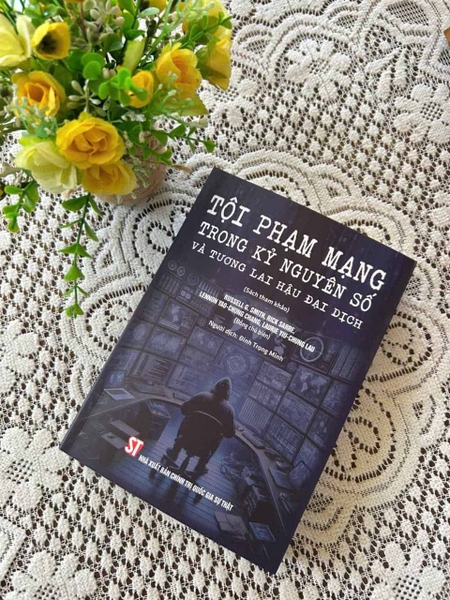 TỘI PHẠM MẠNG
TRONG KỶ NGUYÊN SỐ
VÀ TƯƠNG LAI HẬU ĐẠI DỊCH
(Sách tham khảo)
RUSSELL G. SMITH, RICK SARRE,
LENNON YAO-CHUNG CHANG, LAURIE YIU-CHUNG LAU
(Đồng chủ biên)
Người dịch: Đinh Trọng Minh
ST
NHÀ XUẤT BẢN CHÍNH TRỊ QUỐC GIA SỰ THẬT